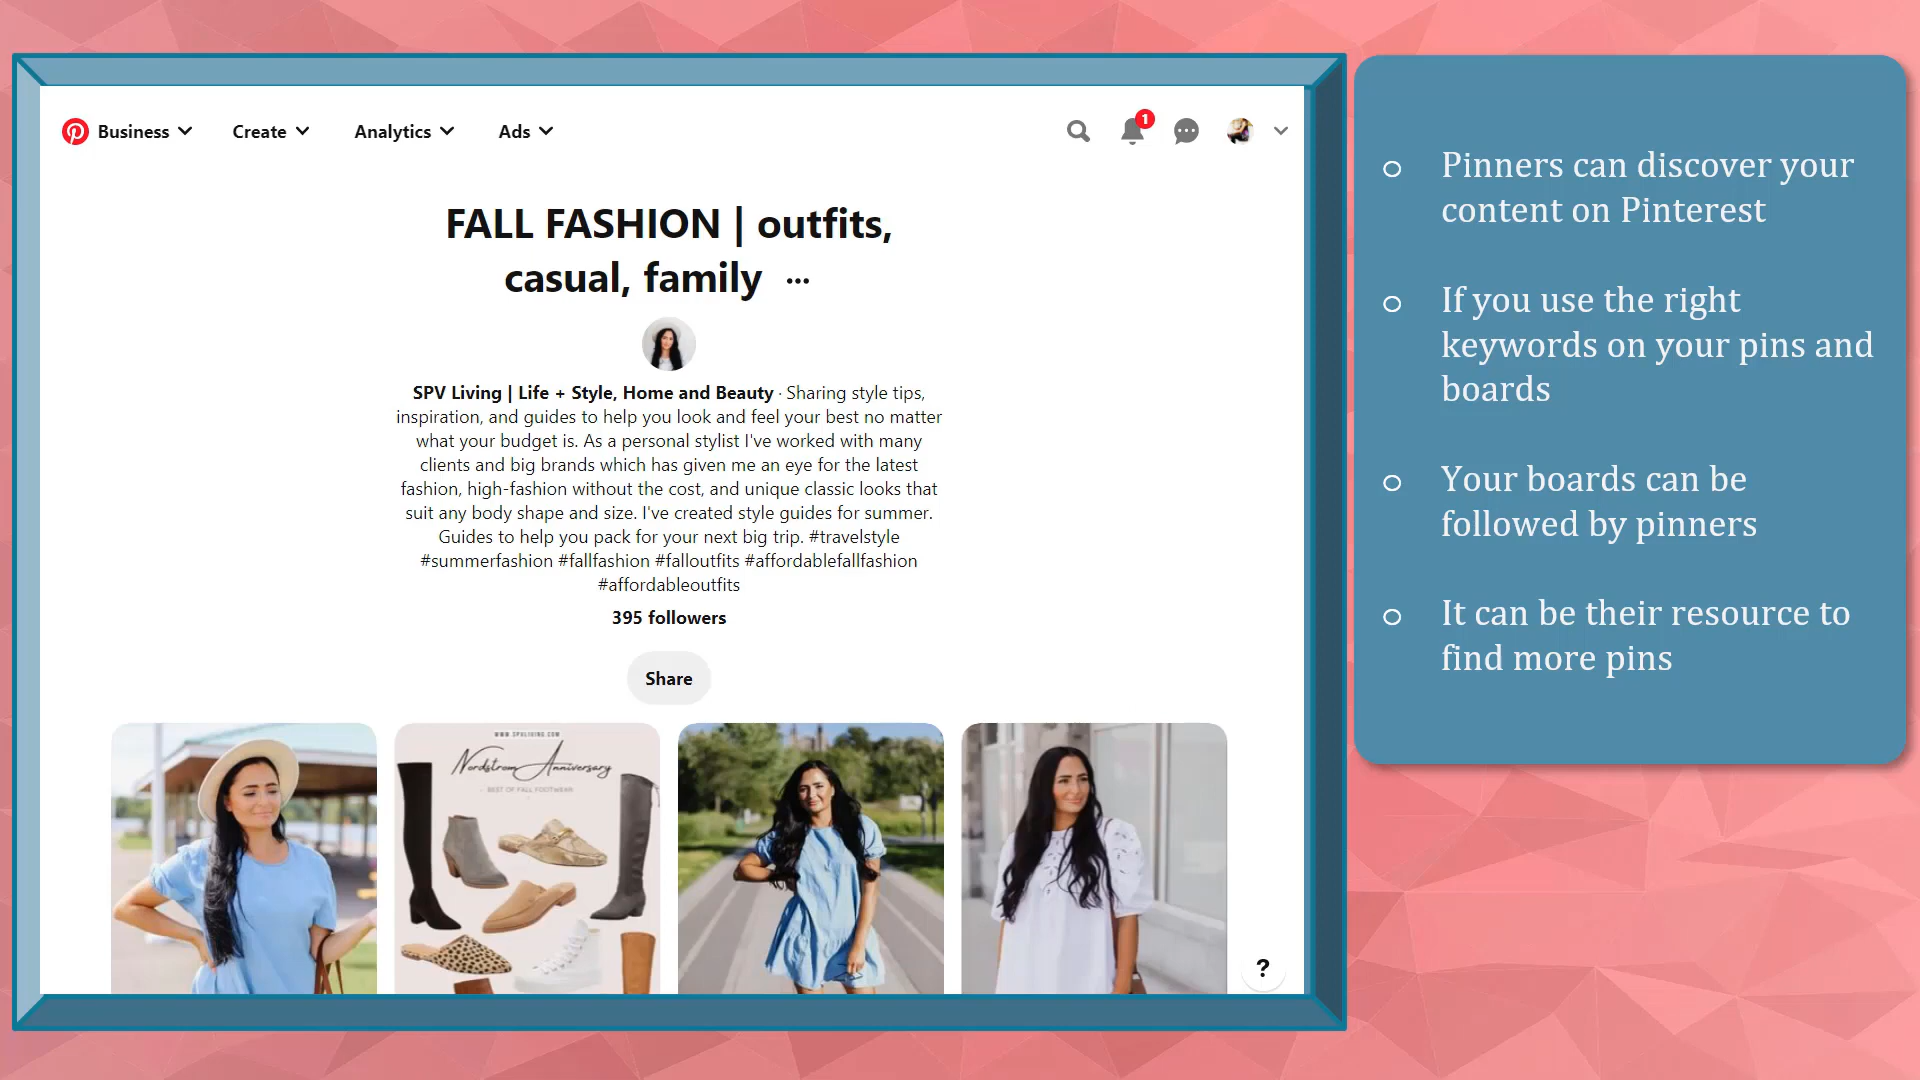 Business
Create
Analytics
Ads
1
FALL FASHION | outfits,
casual, family ...
SPV Living | Life + Style, Home and Beauty · Sharing style tips,
inspiration, and guides to help you look and feel your best no matter
what your budget is. As a personal stylist I've worked with many
clients and big brands which has given me an eye for the latest
fashion, high-fashion without the cost, and unique classic looks that
suit any body shape and size. I've created style guides for summer.
Guides to help you pack for your next big trip. #travelstyle
#summerfashion #fallfashion #falloutfits #affordablefallfashion
#affordableoutfits
395 followers
Share
WWW.SPVLIVING.COM
Nordstrom Anniversary
BEST OF FALL FOOTWEAR
?
Pinners can discover your
content on Pinterest
If you use the right
keywords on your pins and
boards
Your boards can be
followed by pinners
It can be their resource to
find more pins